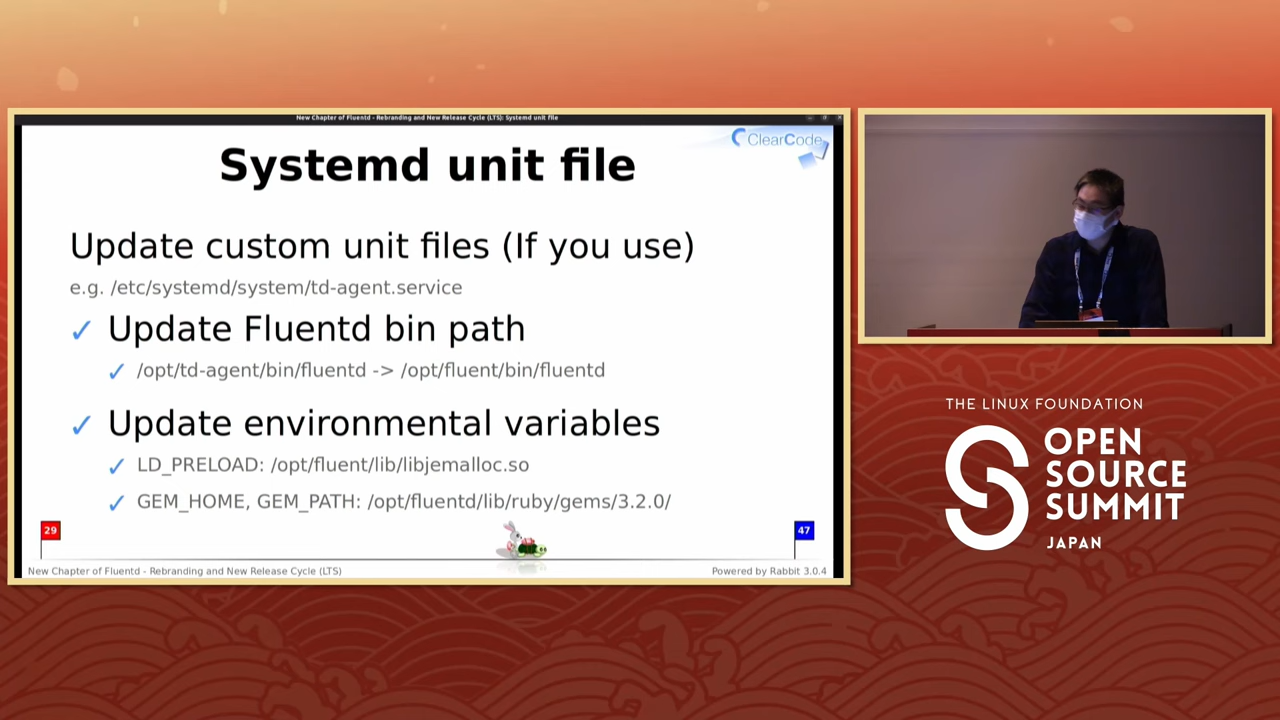 New Chapter of Fluentd - Rebranding and New Release Cycle (LTS): Systemd unit file
ClearCode
Systemd unit file
Update custom unit files (If you use)
e.g. /etc/systemd/system/td-agent.service
✓ Update Fluentd bin path
✓ /opt/td-agent/bin/fluentd -> /opt/fluent/bin/fluentd
✓ Update environmental variables
✓ LD_PRELOAD: /opt/fluent/lib/libjemalloc.so
✓ GEM_HOME, GEM_PATH: /opt/fluentd/lib/ruby/gems/3.2.0/
29
47
New Chapter of Fluentd - Rebranding and New Release Cycle (LTS)
Powered by Rabbit 3.0.4
THE LINUX FOUNDATION
OPEN
SOURCE
SUMMIT
JAPAN